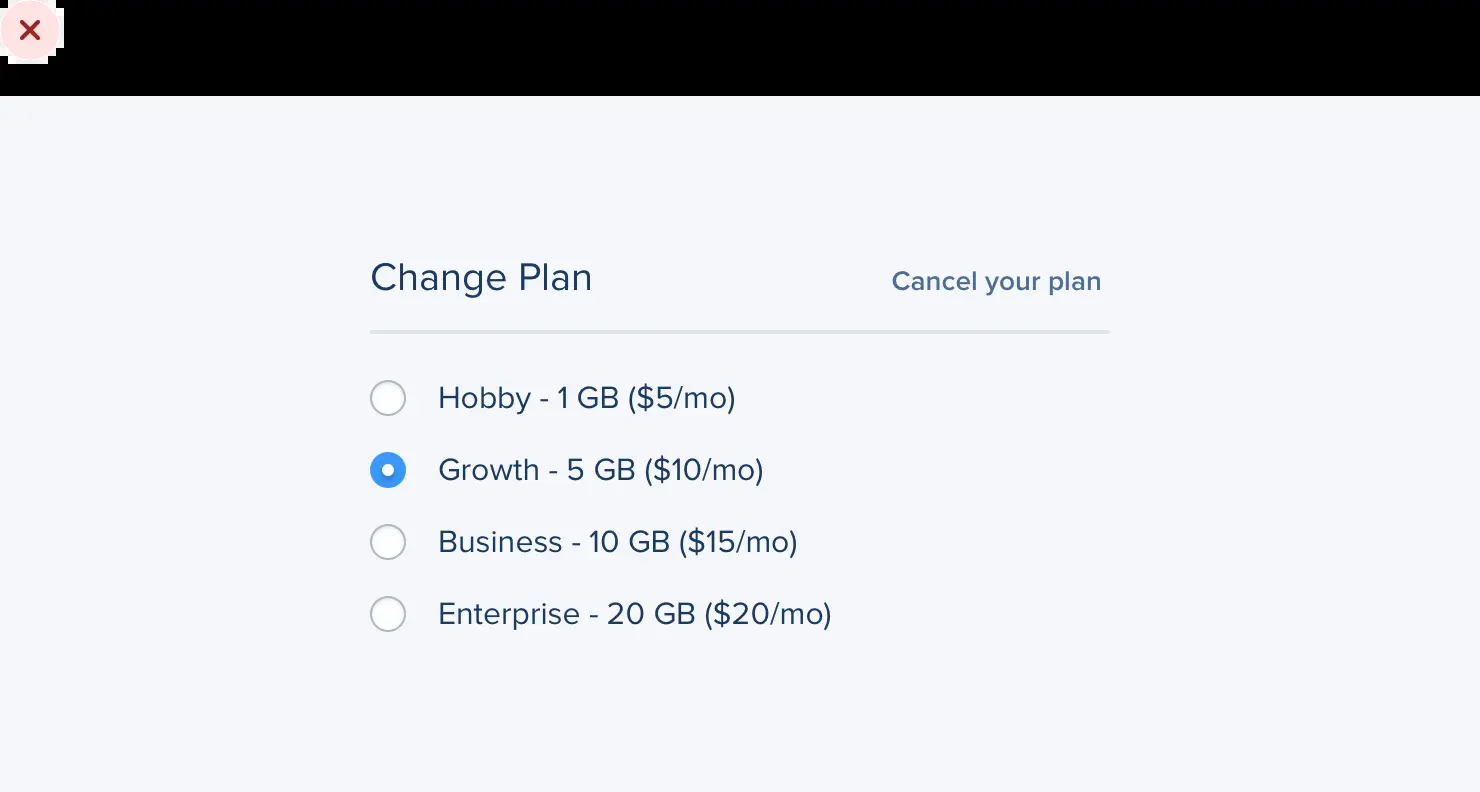 Change Plan
Cancel your plan
Hobby - 1 GB ($5/mo)
Growth - 5 GB ($10/mo)
Business - 10 GB ($15/mo)
Enterprise - 20 GB ($20/mo)